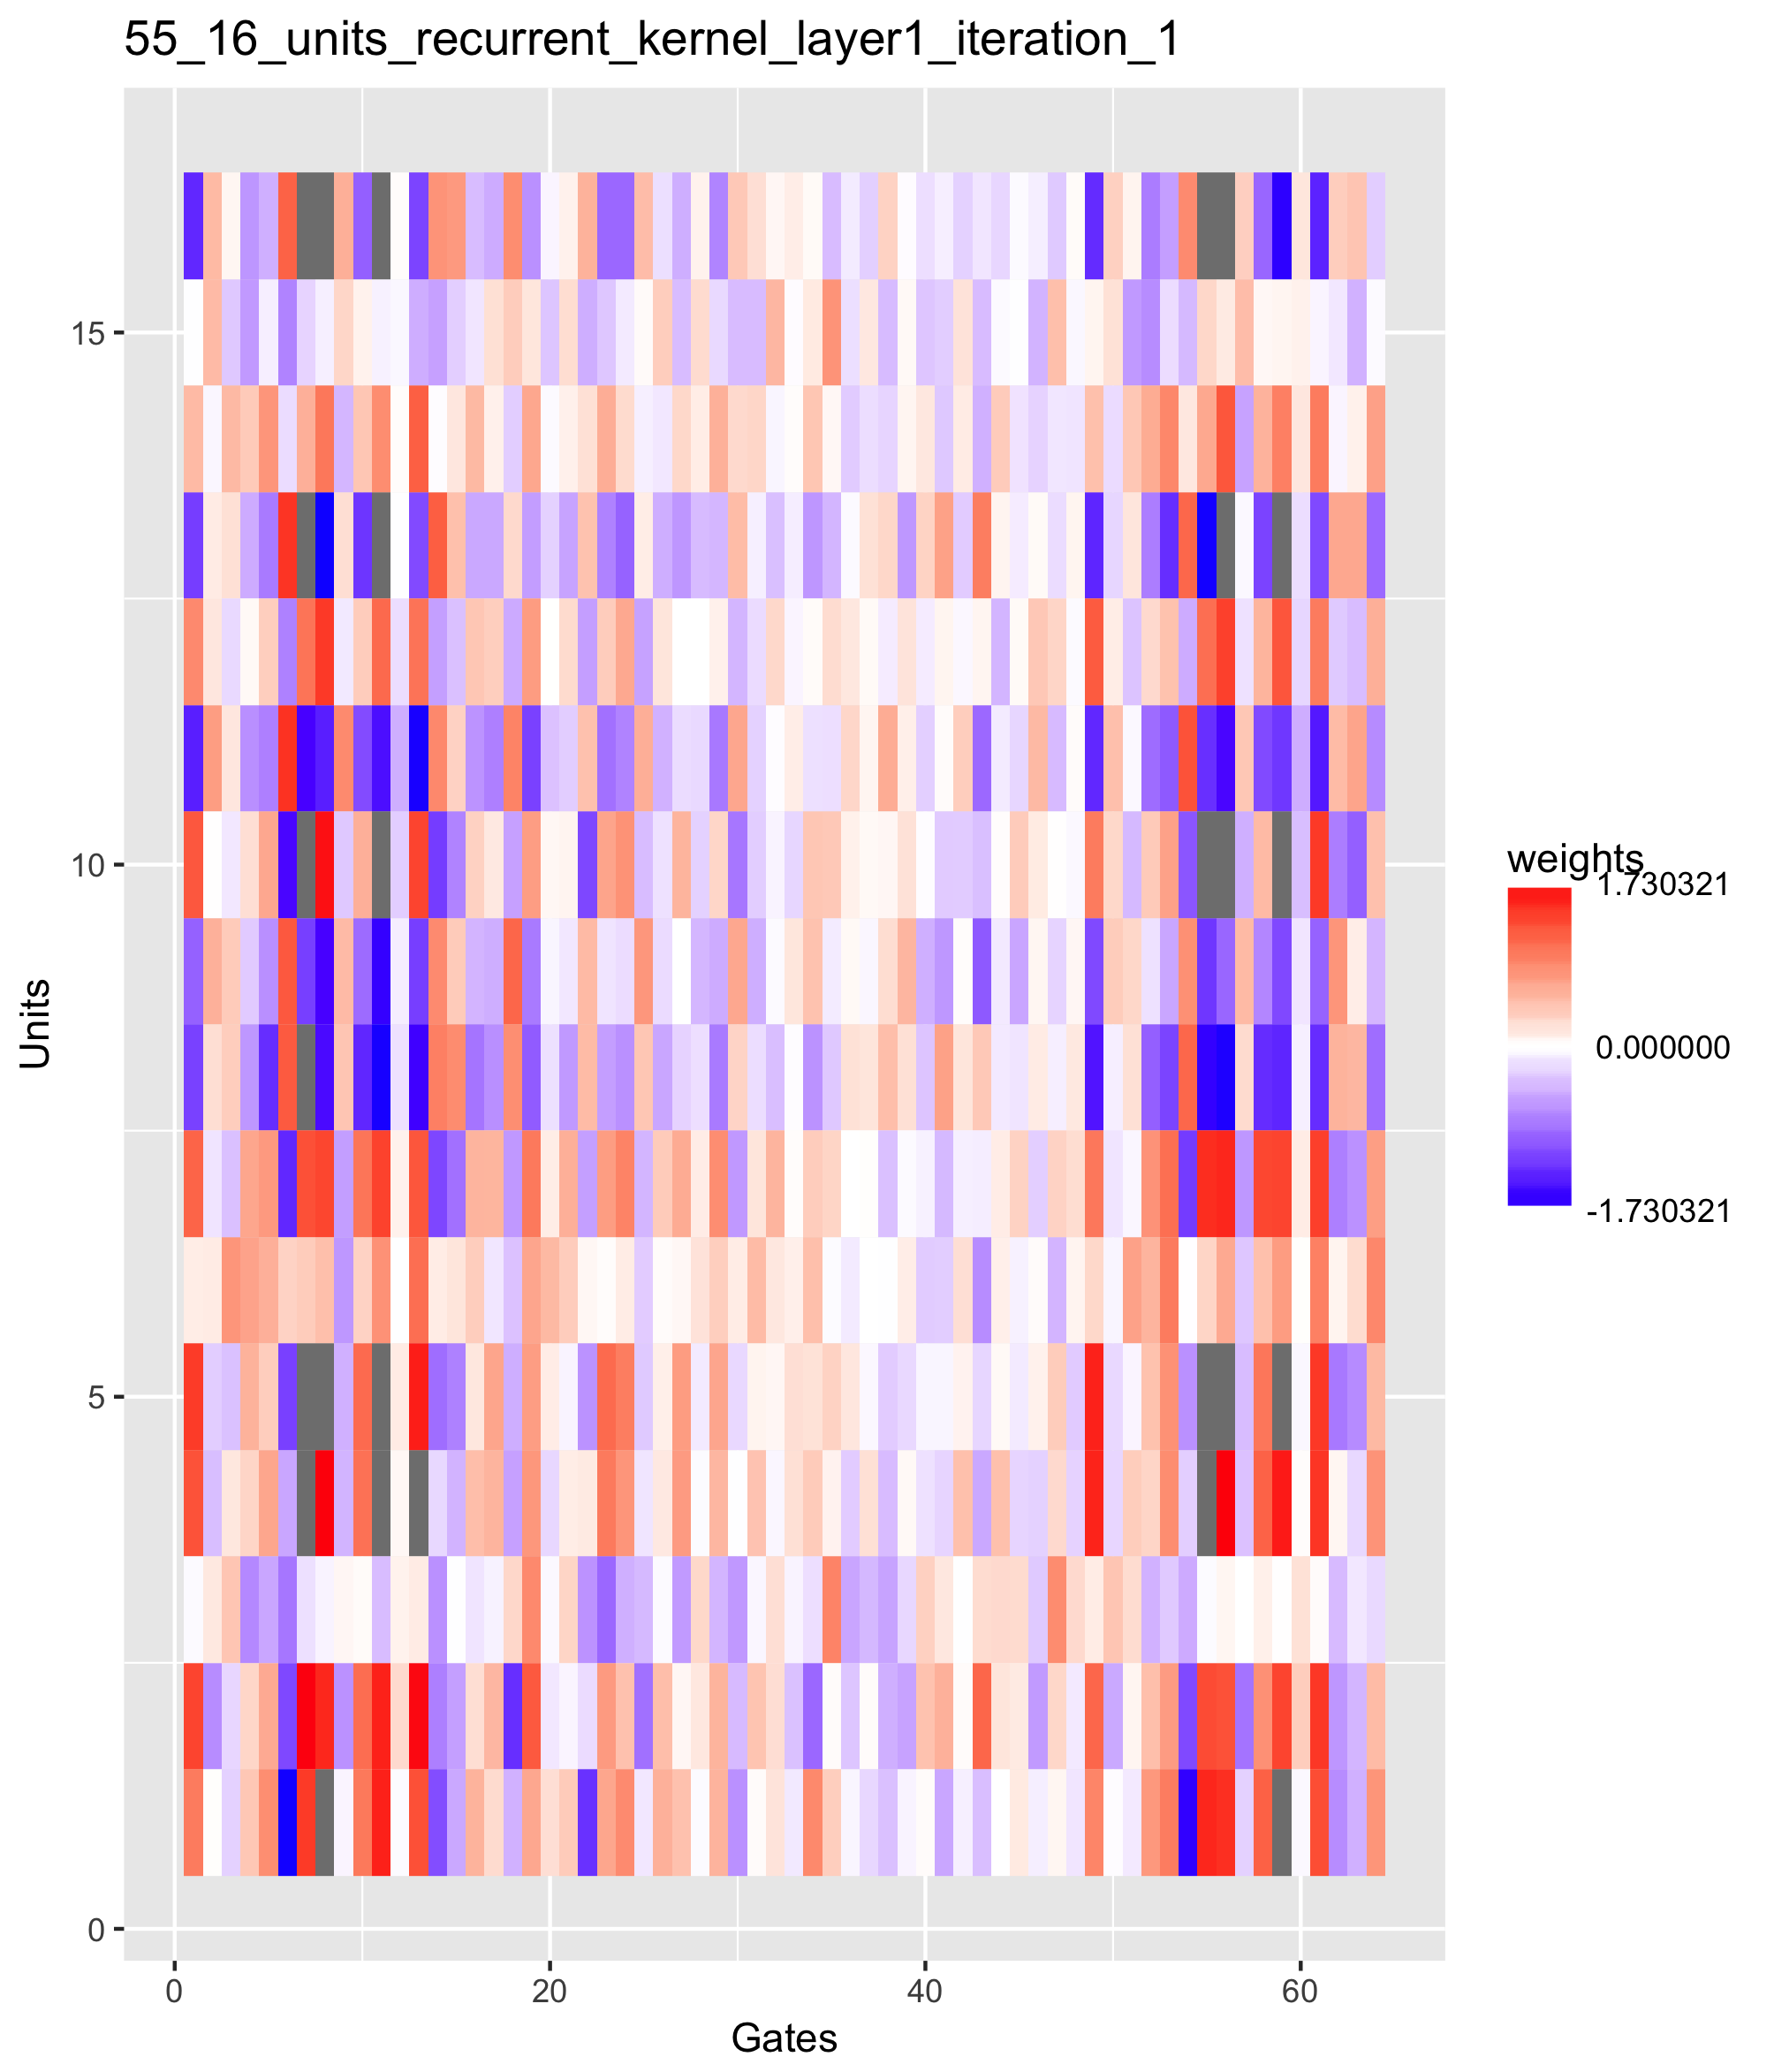 55_16_units_recurrent_kernel_layer1_iteration_1
15
10
5
0
Units
0
20
40
60
Gates
weights
1.730321
0.000000
-1.730321